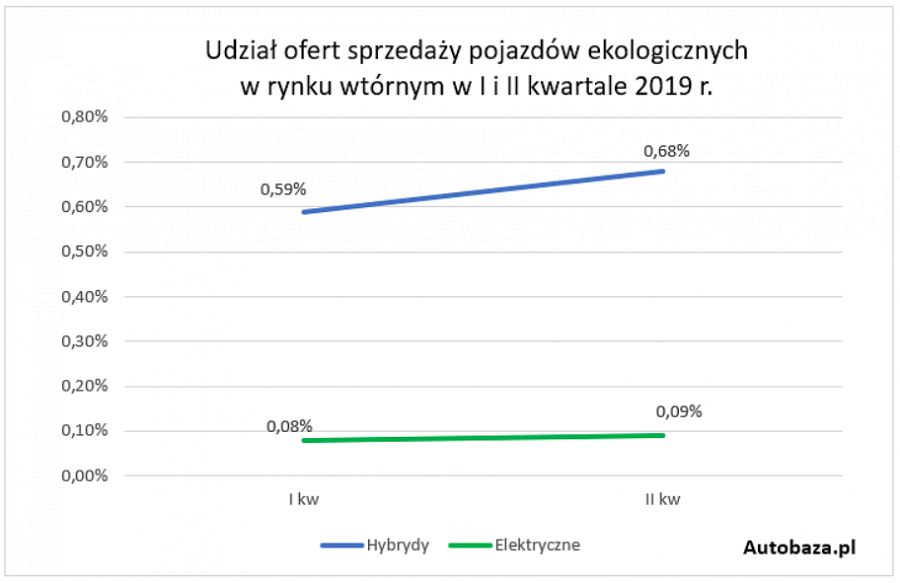 Udział ofert sprzedaży pojazdów ekologicznych
w rynku wtórnym w I i II kwartale 2019 r.
0,80%
0,70%
0,60%
0,50%
0,40%
0,30%
0,20%
0,10%
0,00%
0,59%
0,68%
0,08%
0,09%
I kw
II kw
Hybrydy
Elektryczne
Autobaza.pl